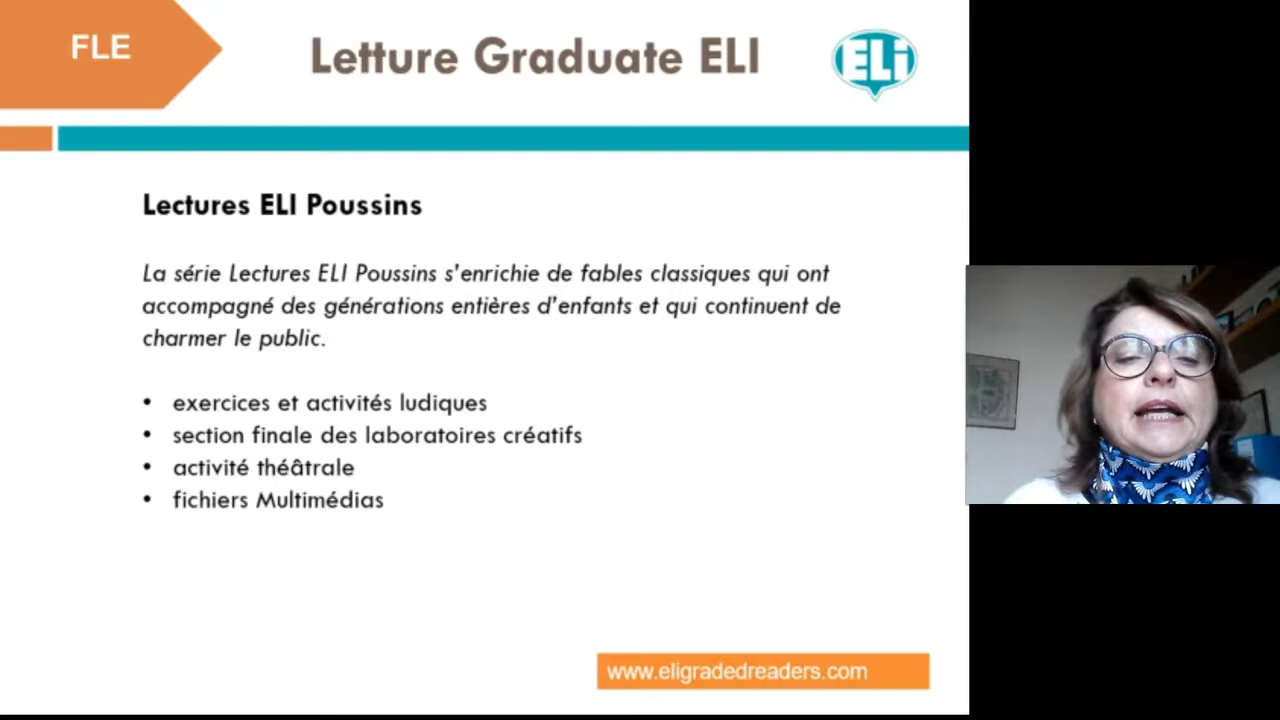 FLE
Letture Graduate ELI
ELi
Lectures ELI Poussins
La série Lectures ELI Poussins s’enrichie de fables classiques qui ont
accompagné des générations entières d’enfants et qui continuent de
charmer le public.
• exercices et activités ludiques
• section finale des laboratoires créatifs
• activité théâtrale
• fichiers Multimédias
www.eligradedreaders.com